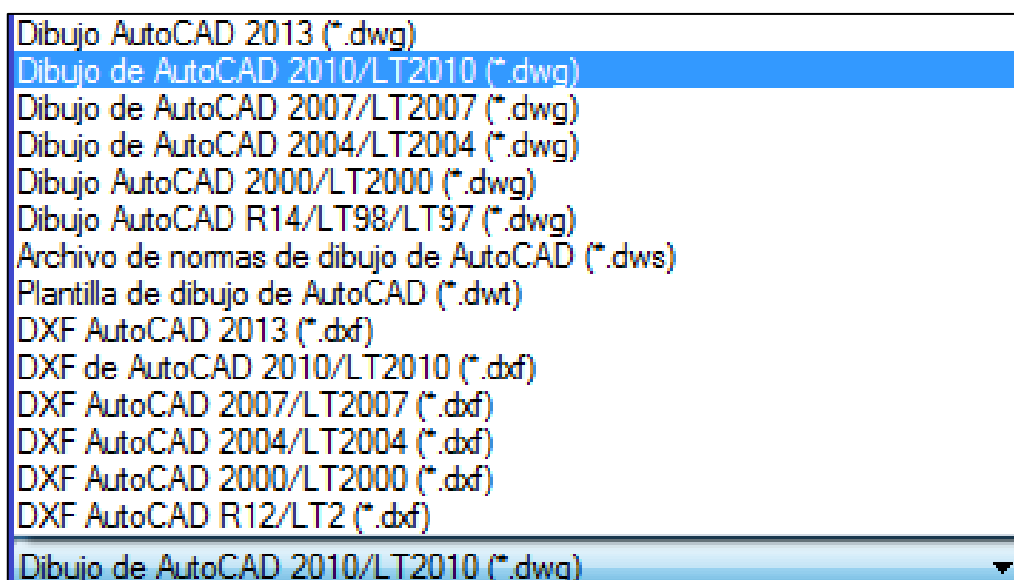 Dibujo AutoCAD 2013 (*.dwg)
Dibujo de AutoCAD 2010/LT2010 (*.dwg)
Dibujo de AutoCAD 2007/LT2007 (*.dwg)
Dibujo de AutoCAD 2004/LT2004 (*.dwg)
Dibujo AutoCAD 2000/LT2000 (*.dwg)
Dibujo AutoCAD R14/LT98/LT97 (*.dwg)
Archivo de normas de dibujo de AutoCAD (*.dws)
Plantilla de dibujo de AutoCAD (*.dwt)
DXF AutoCAD 2013 (*.dxf)
DXF de AutoCAD 2010/LT2010 (*.dxf)
DXF AutoCAD 2007/LT2007 (*.dxf)
DXF AutoCAD 2004/LT2004 (*.dxf)
DXF AutoCAD 2000/LT2000 (*.dxf)
DXF AutoCAD R12/LT2 (*.dxf)
Dibujo de AutoCAD 2010/LT2010 (*.dwg)